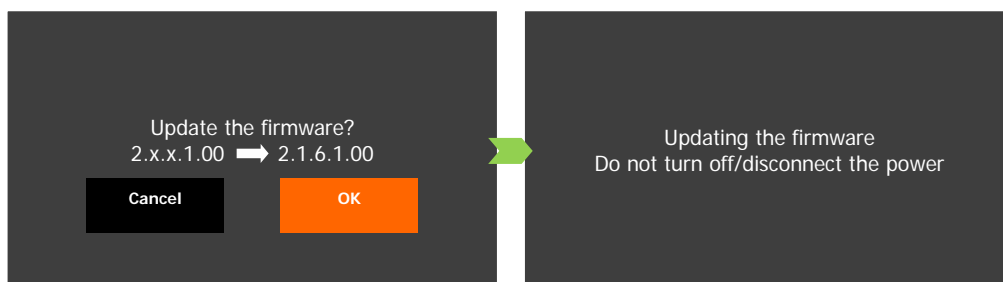 Update the firmware?
2.x.x.1.00 2.1.6.1.00
Cancel
OK
Updating the firmware
Do not turn off/disconnect the power